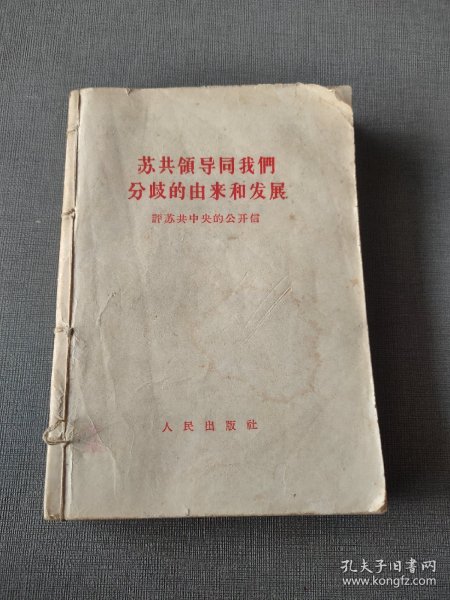 苏共領导同我們
分歧的由来和发展
評苏共中央的公开信
人民出版社
孔夫子旧书网
www.kongfz.com